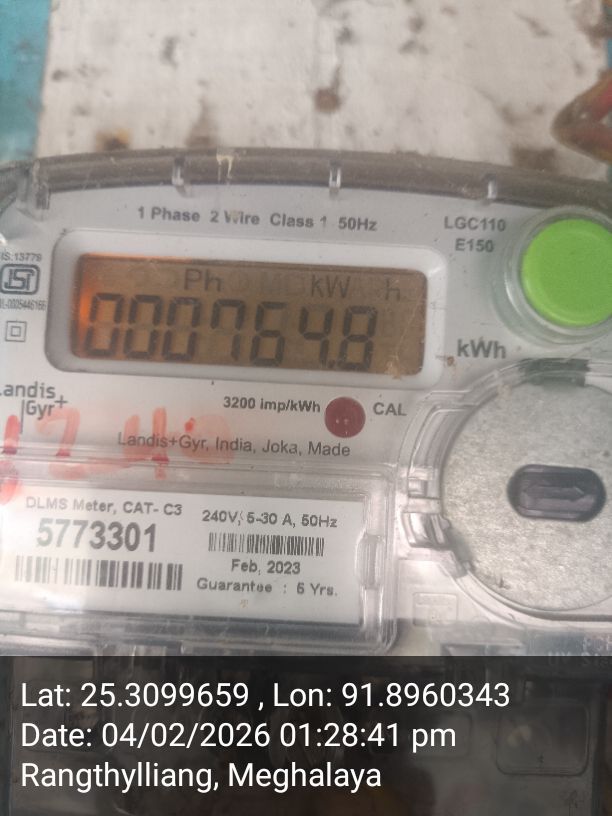 1 Phase 2 Wire Class 1 50Hz
LGC110
E150
IS:13779
Ph kW h
000764.8
kWh
Landis
Gyr+
3200 imp/kWh
CAL
Landis+Gyr, India, Joka, Made
DLMS Meter, CAT- C3
5773301
240V, 5-30 A, 50Hz
Feb, 2023
Guarantee : 5 Yrs.
Lat: 25.3099659 , Lon: 91.8960343
Date: 04/02/2026 01:28:41 pm
Rangthylliang, Meghalaya